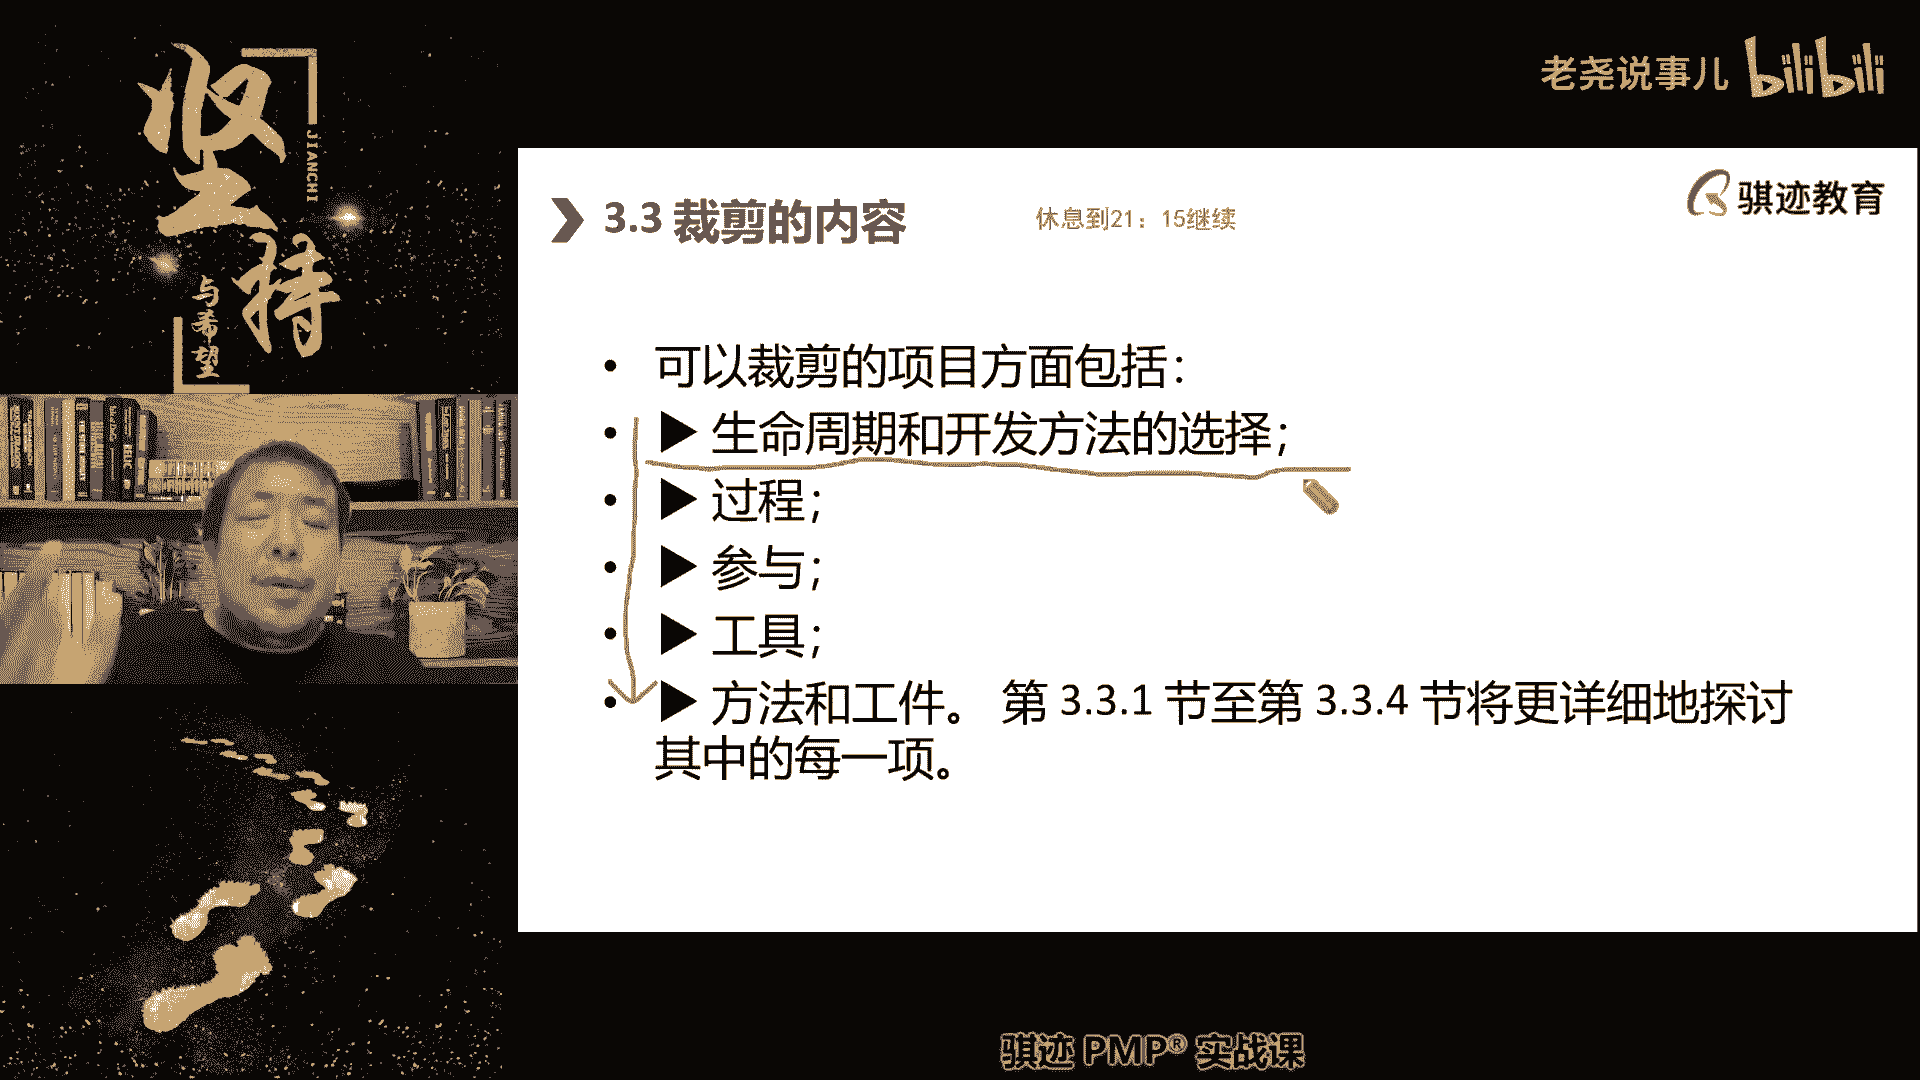 坚持
JIANCHI
与希望
老尧说事儿 bilibili
骐迹教育
3.3 裁剪的内容
休息到21：15继续
• 可以裁剪的项目方面包括：
• ▶ 生命周期和开发方法的选择；
• ▶ 过程；
• ▶ 参与；
• ▶ 工具；
• ▶ 方法和工件。 第 3.3.1 节至第 3.3.4 节将更详细地探讨
其中的每一项。
骐迹 PMP® 实战课